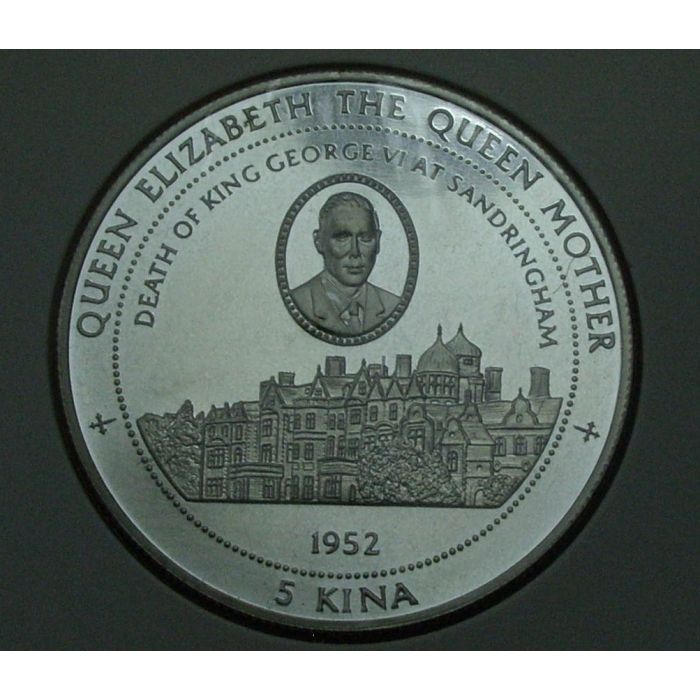 QUEEN ELIZABETH THE QUEEN MOTHER
DEATH OF KING GEORGE VI AT SANDRINGHAM
1952
5 KINA